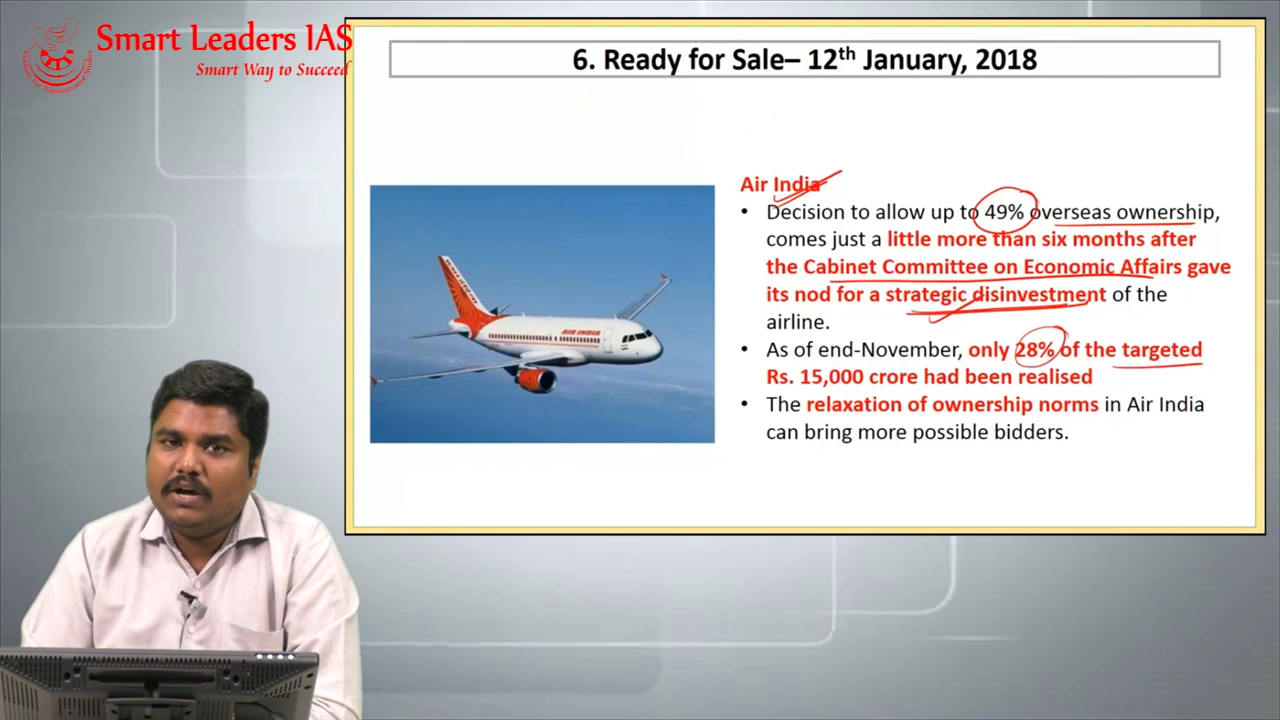 Smart Leaders IAS
Smart Way to Succeed
6. Ready for Sale– 12th January, 2018
Air India
• Decision to allow up to 49% overseas ownership,
comes just a little more than six months after
the Cabinet Committee on Economic Affairs gave
its nod for a strategic disinvestment of the
airline.
• As of end-November, only 28% of the targeted
Rs. 15,000 crore had been realised
• The relaxation of ownership norms in Air India
can bring more possible bidders.
AIR INDIA